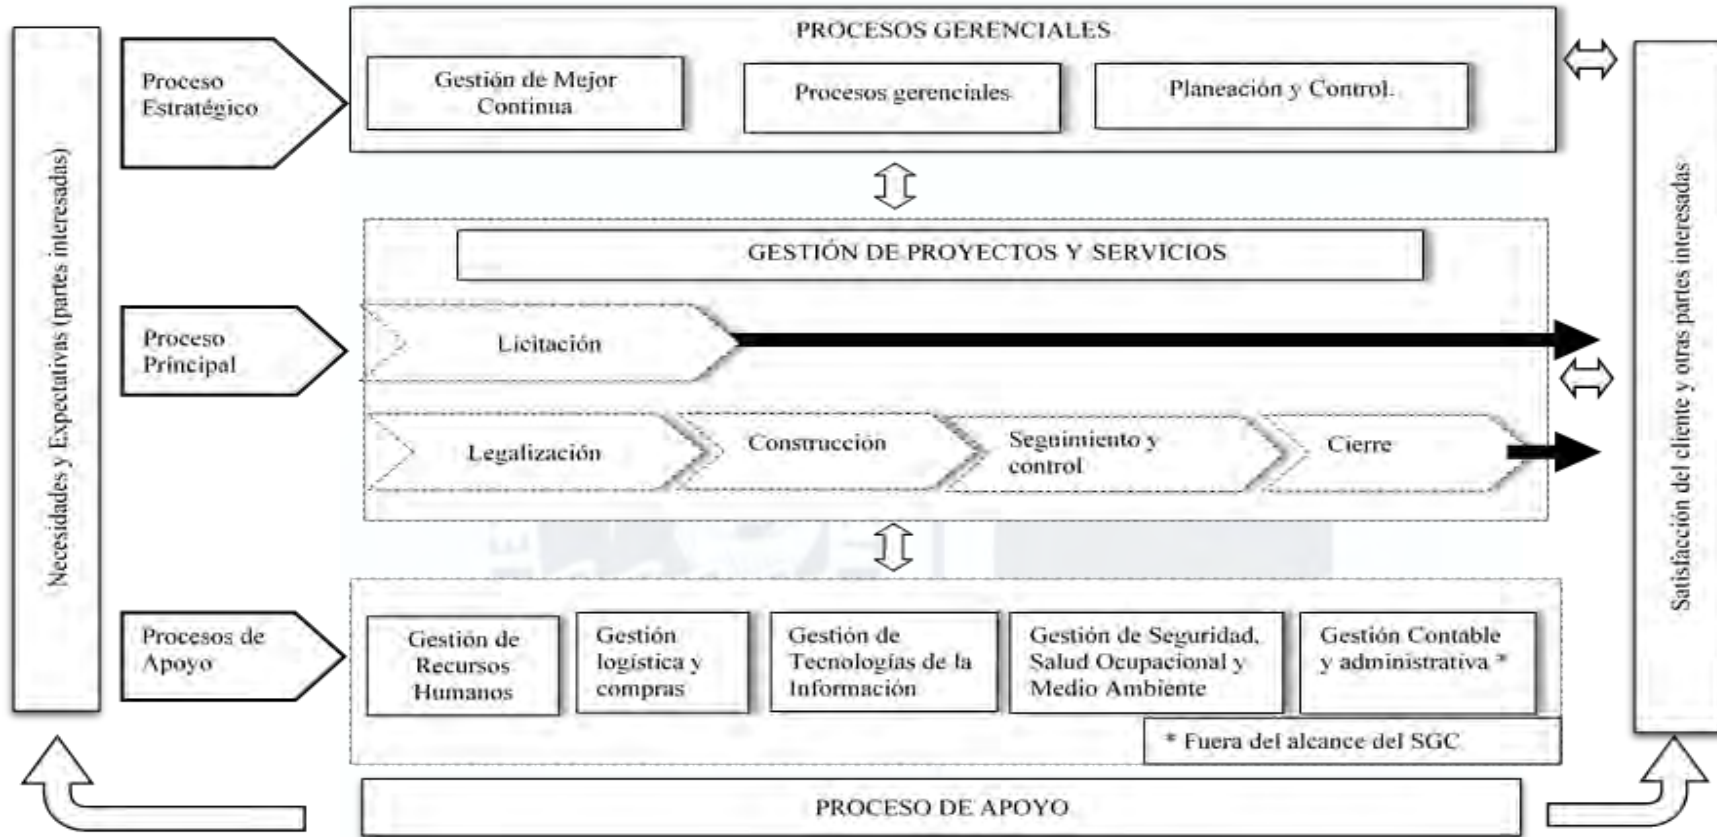 Necesidades y Expectativas (partes interesadas)
Proceso
Estratégico
PROCESOS GERENCIALES
Gestión de Mejor
Continua
Procesos gerenciales
Planeación y Control.
Proceso
Principal
GESTIÓN DE PROYECTOS Y SERVICIOS
Licitación
Legalización
Construcción
Seguimiento y
control
Cierre
Procesos de
Apoyo
Gestión de
Recursos
Humanos
Gestión
logística y
compras
Gestión de
Tecnologías de la
Información
Gestión de Seguridad,
Salud Ocupacional y
Medio Ambiente
Gestión Contable
y administrativa *
* Fuera del alcance del SGC
PROCESO DE APOYO
Satisfacción del cliente y otras partes interesadas